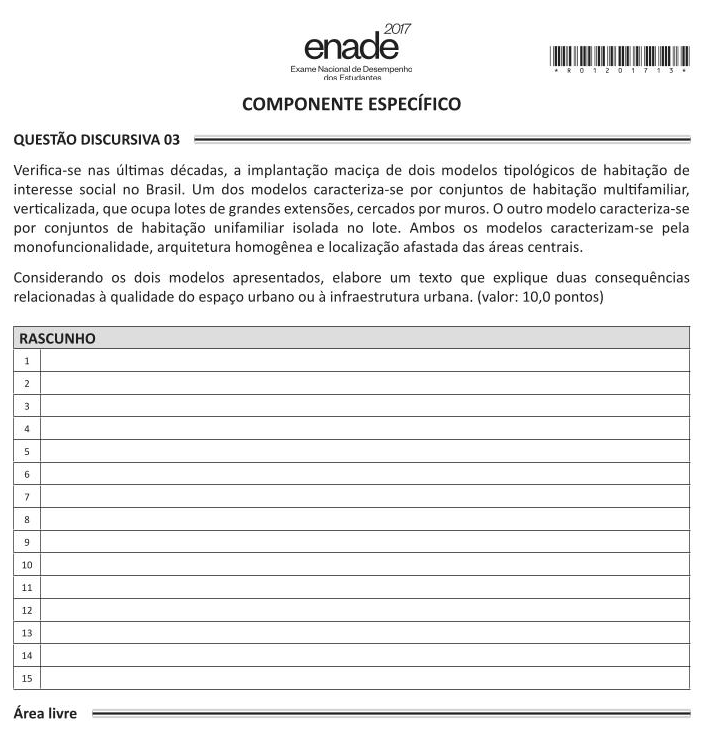 enade 2017
Exame Nacional de Desempenho
dos Estudantes
* R 0 1 2 0 1 7 1 3 *
COMPONENTE ESPECÍFICO
QUESTÃO DISCURSIVA 03
Verifica-se nas últimas décadas, a implantação maciça de dois modelos tipológicos de habitação de
interesse social no Brasil. Um dos modelos caracteriza-se por conjuntos de habitação multifamiliar,
verticalizada, que ocupa lotes de grandes extensões, cercados por muros. O outro modelo caracteriza-se
por conjuntos de habitação unifamiliar isolada no lote. Ambos os modelos caracterizam-se pela
monofuncionalidade, arquitetura homogênea e localização afastada das áreas centrais.
Considerando os dois modelos apresentados, elabore um texto que explique duas consequências
relacionadas à qualidade do espaço urbano ou à infraestrutura urbana. (valor: 10,0 pontos)
RASCUNHO
1
2
3
4
5
6
7
8
9
10
11
12
13
14
15
Área livre